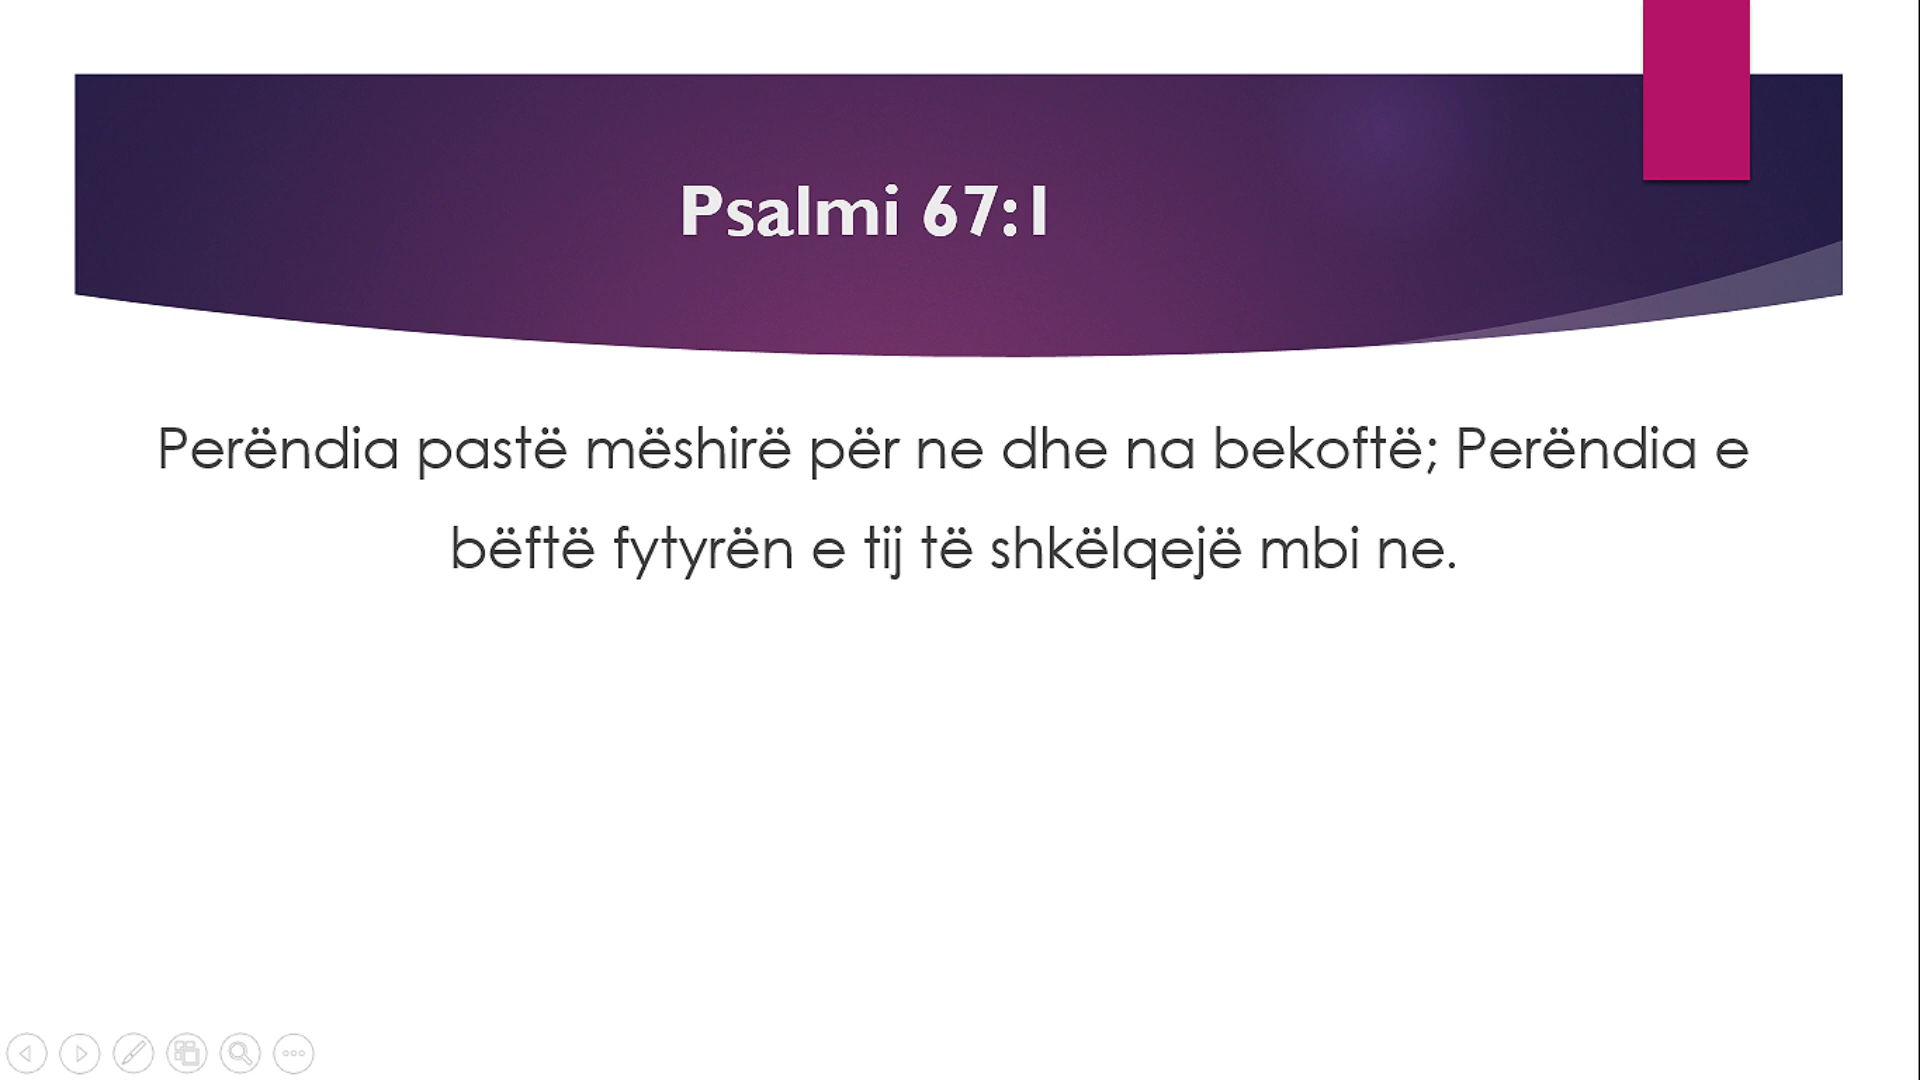 Psalmi 67:1
Perëndia pastë mëshirë për ne dhe na bekoftë; Perëndia e
bëftë fytyrën e tij të shkëlqejë mbi ne.